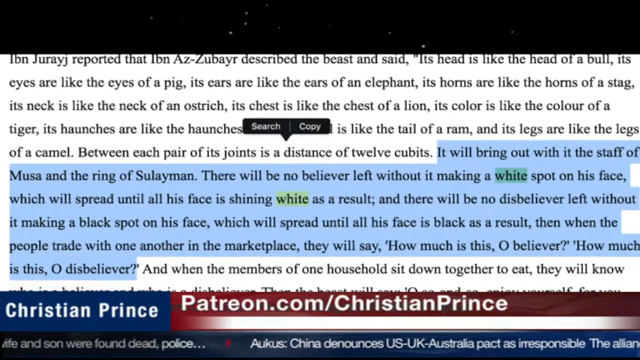 Ibn Jurayj reported that Ibn Az-Zubayr described the beast and said, "Its head is like the head of a bull, its
eyes are like the eyes of a pig, its ears are like the ears of an elephant, its horns are like the horns of a stag,
its neck is like the neck of an ostrich, its chest is like the chest of a lion, its color is like the colour of a
Search Copy
tiger, its haunches are like the haunches l is like the tail of a ram, and its legs are like the legs
of a camel. Between each pair of its joints is a distance of twelve cubits. It will bring out with it the staff of
Musa and the ring of Sulayman. There will be no believer left without it making a white spot on his face,
which will spread until all his face is shining white as a result; and there will be no disbeliever left without
it making a black spot on his face, which will spread until all his face is black as a result, then when the
people trade with one another in the marketplace, they will say, 'How much is this, O believer?' 'How much
is this, O disbeliever?' And when the members of one household sit down together to eat, they will know
Christian Prince
Patreon.com/ChristianPrince
wife and son were found dead, police… Aukus: China denounces US-UK-Australia pact as irresponsible The allian